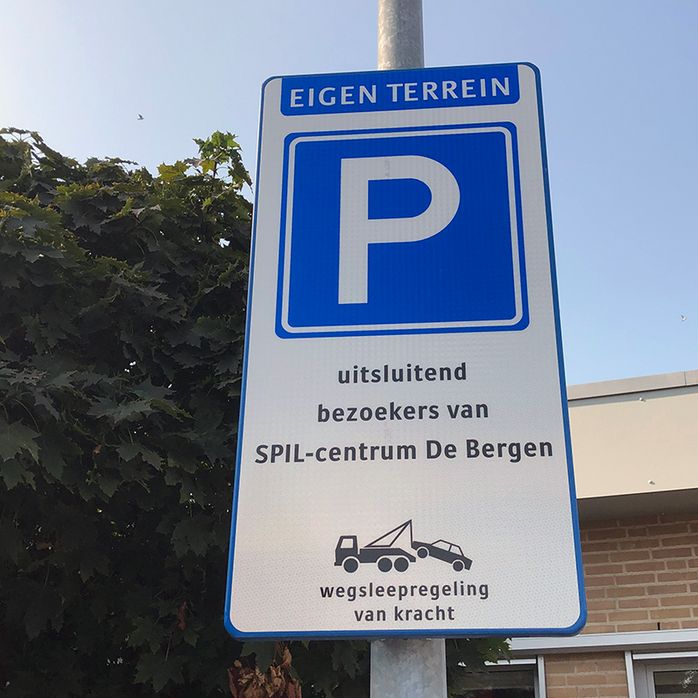 EIGEN TERREIN
P
uitsluitend
bezoekers van
SPIL-centrum De Bergen
wegsleepregeling
van kracht